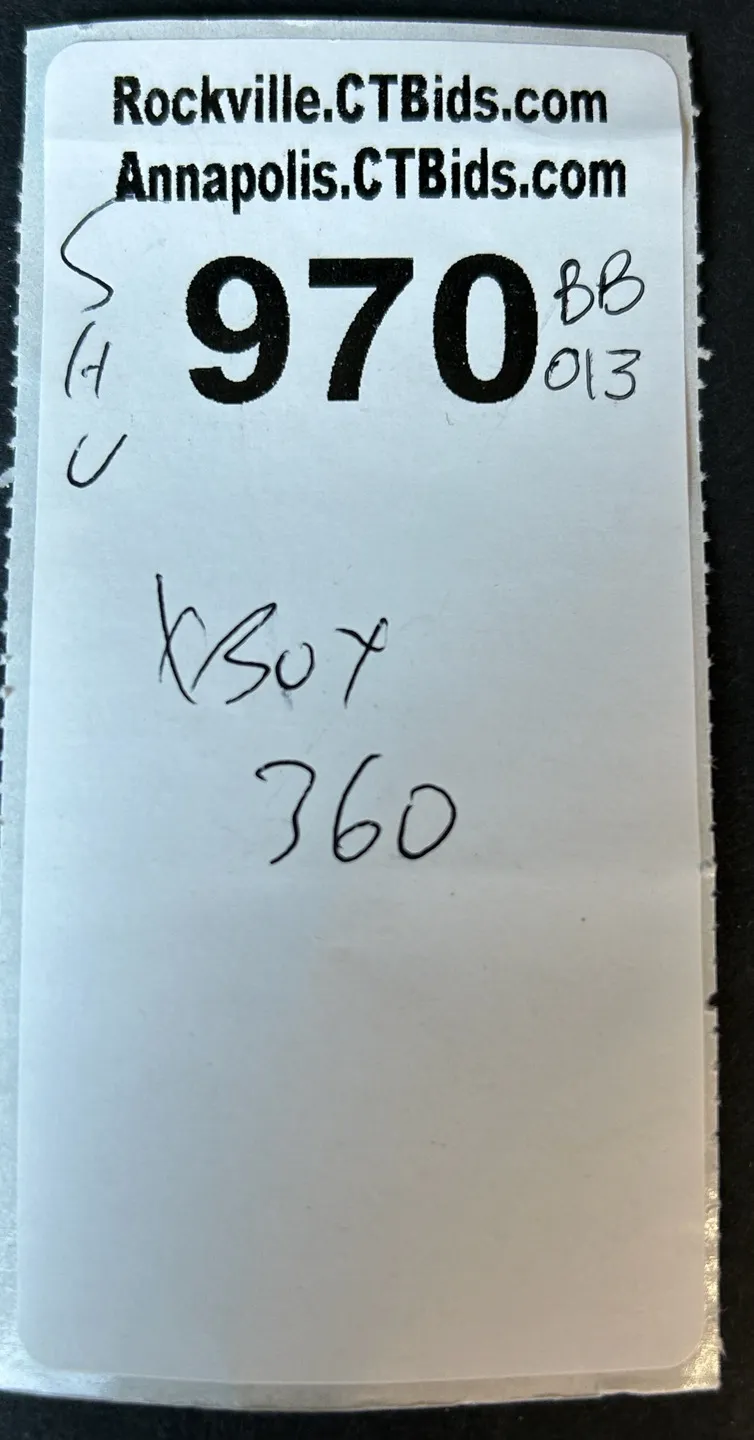 Rockville.CTBids.com
Annapolis.CTBids.com
S
H
U
970
BB
013
XBOX
360